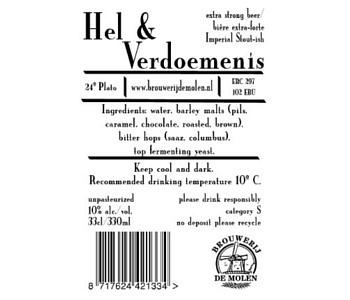 Hel &
Verdoemenis
extra strong beer/
bière extra-forte
Imperial Stout-ish
24° Plato
www.brouwerijdemolen.nl
EBC 297
102 EBU
Ingredients: water, barley malts (pils,
caramel, chocolate, roasted, brown),
bitter hops (saaz, columbus),
top fermenting yeast.
Keep cool and dark.
Recommended drinking temperature 10° C.
unpasteurized
10% alc./vol.
33cl/330ml
please drink responsibly
category S
no deposit please recycle
8 717624 421334 >
BROUWERIJ
DE MOLEN